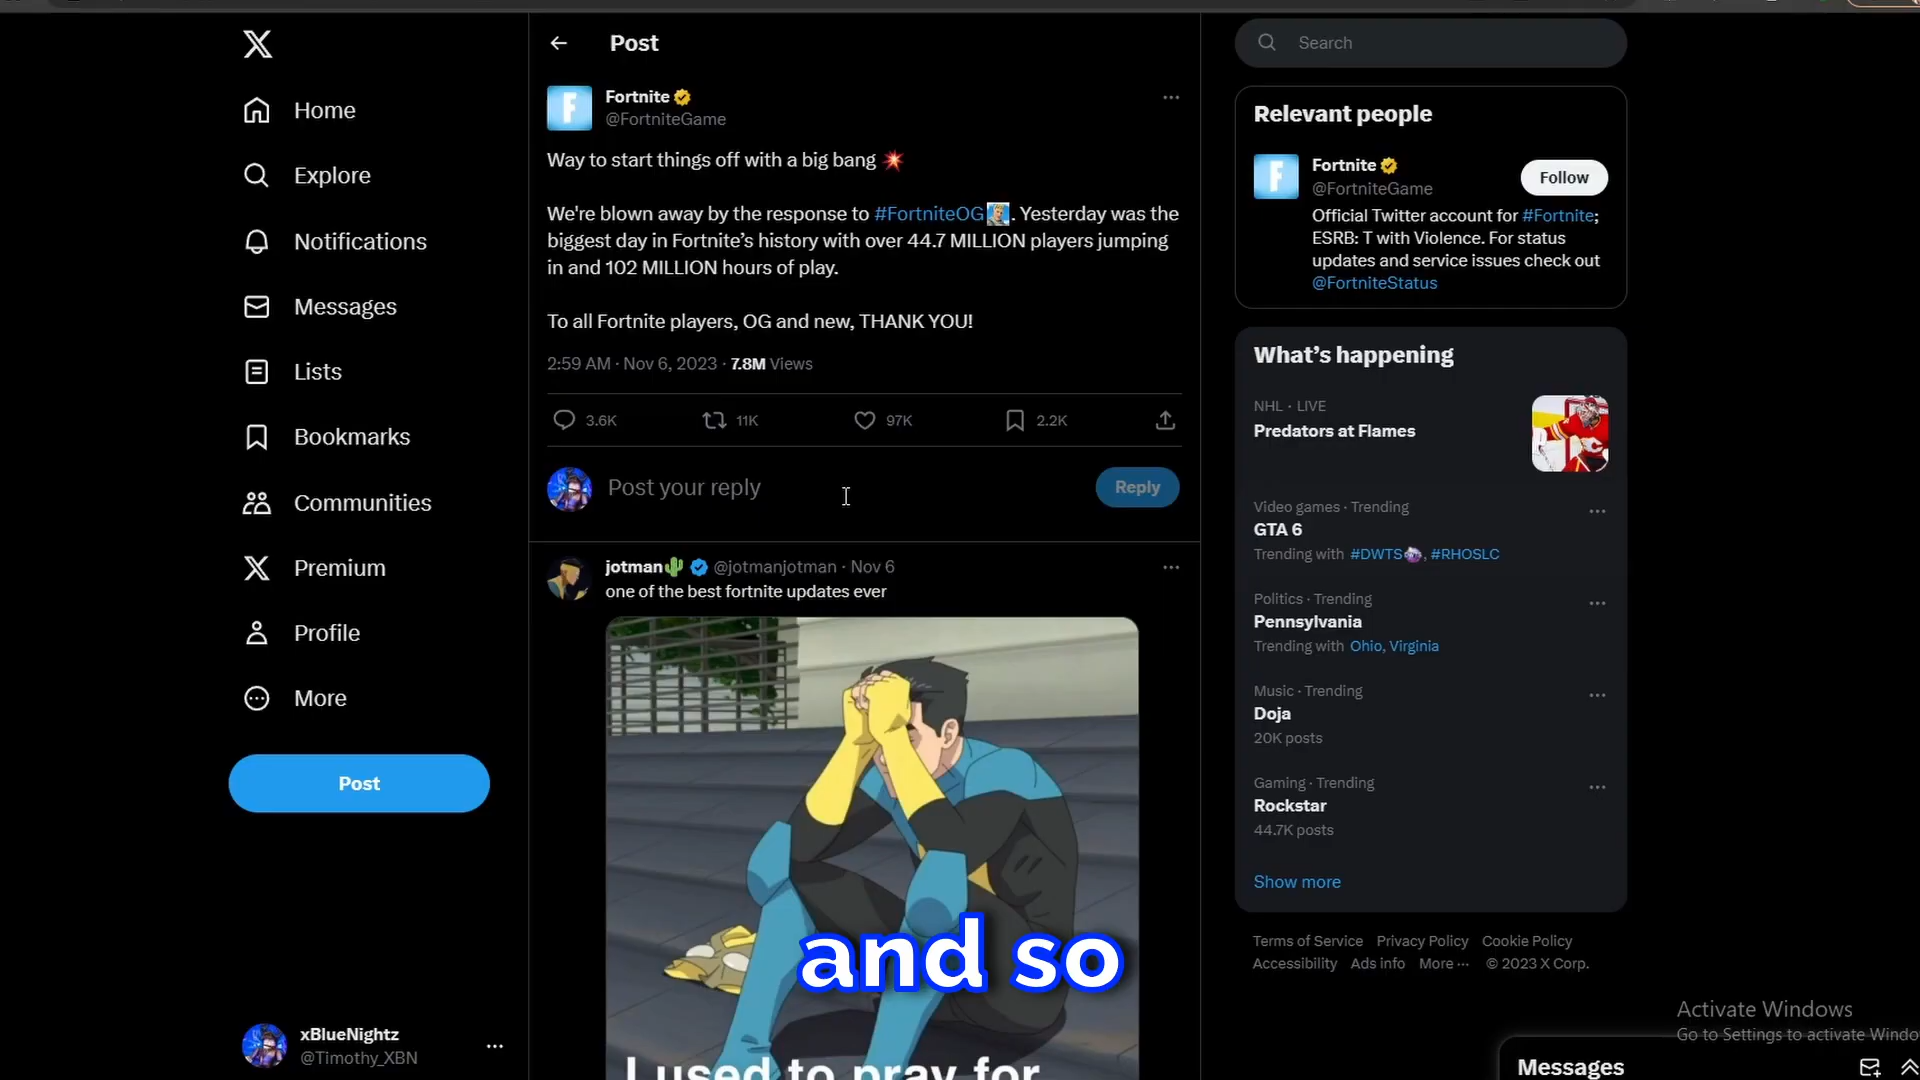 Home
Explore
Notifications
Messages
Lists
Bookmarks
Communities
Premium
Profile
More
Post
xBlueNightz
@Timothy_XBN
Post
Fortnite
@FortniteGame
Way to start things off with a big bang 💥
We're blown away by the response to #FortniteOG. Yesterday was the
biggest day in Fortnite’s history with over 44.7 MILLION players jumping
in and 102 MILLION hours of play.
To all Fortnite players, OG and new, THANK YOU!
2:59 AM · Nov 6, 2023 · 7.8M Views
3.6K 11K 97K 2.2K
Post your reply
Reply
jotman🌵 @jotmanjotman · Nov 6
one of the best fortnite updates ever
and so
I used to pray for
Search
Relevant people
Fortnite
@FortniteGame
Follow
Official Twitter account for #Fortnite;
ESRB: T with Violence. For status
updates and service issues check out
@FortniteStatus
What’s happening
NHL · LIVE
Predators at Flames
Video games · Trending
GTA 6
Trending with #DWTS, #RHOSLC
Politics · Trending
Pennsylvania
Trending with Ohio, Virginia
Music · Trending
Doja
20K posts
Gaming · Trending
Rockstar
44.7K posts
Show more
Terms of Service Privacy Policy Cookie Policy
Accessibility Ads info More ··· © 2023 X Corp.
Activate Windows
Go to Settings to activate Windo
Messages